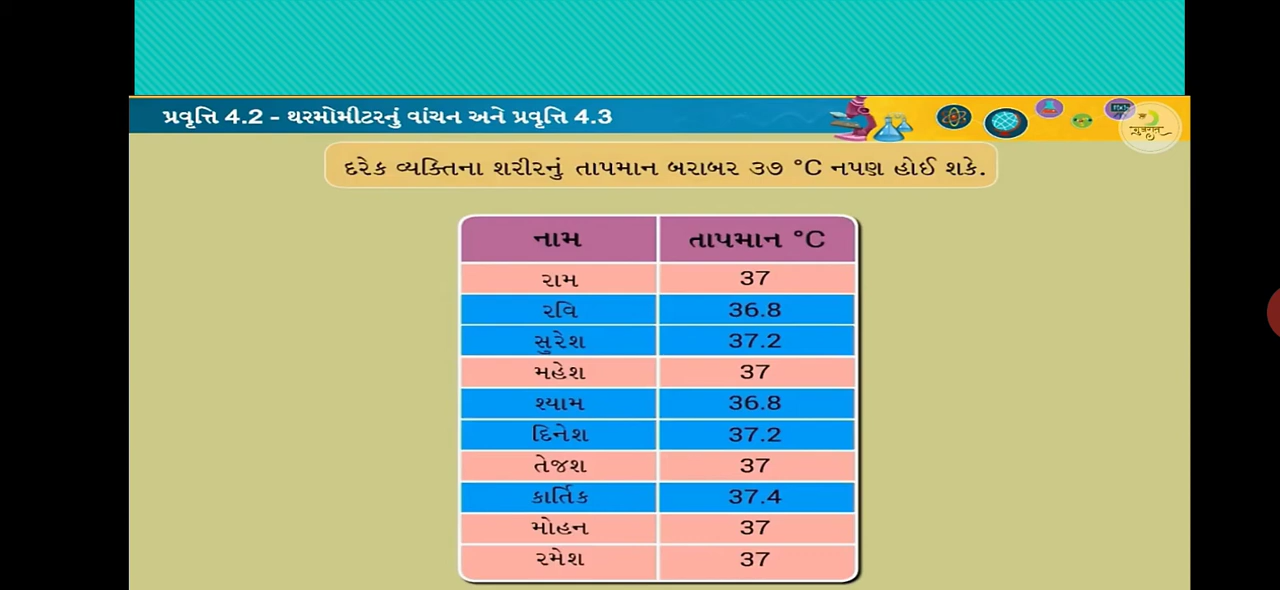 પ્રવૃત્તિ 4.2 - થરમોમીટરનું વાંચન અને પ્રવૃત્તિ 4.3
ગુજરાત
દરેક વ્યક્તિના શરીરનું તાપમાન બરાબર ૩૭ °C નપણ હોઈ શકે.
નામ તાપમાન °C
રામ 37
રવિ 36.8
સુરેશ 37.2
મહેશ 37
શ્યામ 36.8
દિનેશ 37.2
તેજશ 37
કાર્તિક 37.4
મોહન 37
રમેશ 37